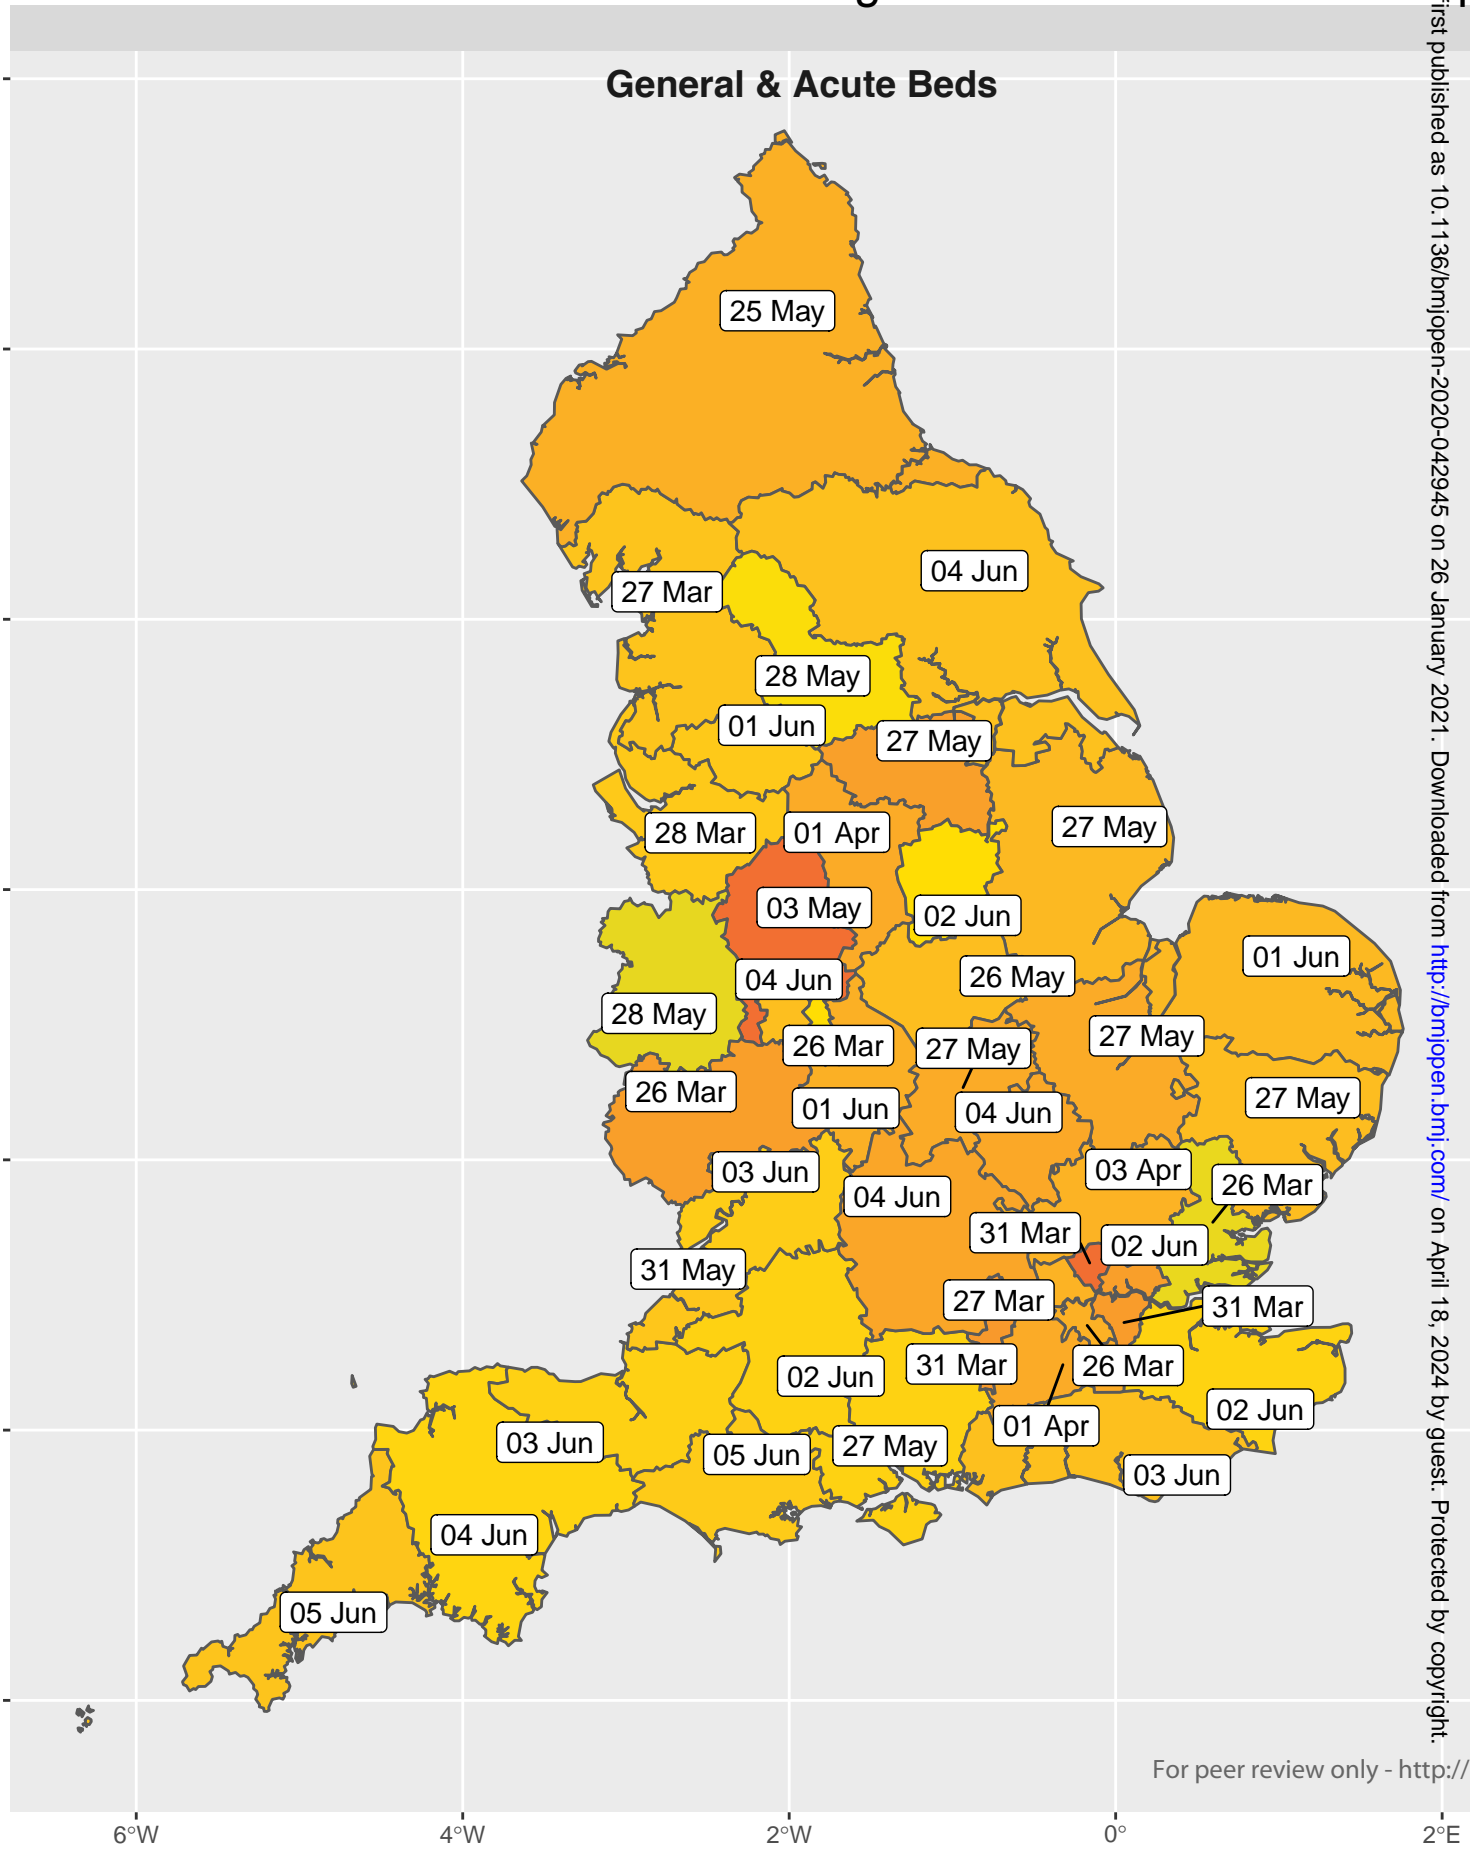 General & Acute Beds
25 May
04 Jun
27 Mar
28 May
01 Jun
27 May
28 Mar
01 Apr
27 May
03 May
02 Jun
01 Jun
04 Jun
26 May
28 May
26 Mar
27 May
27 May
26 Mar
01 Jun
04 Jun
27 May
03 Jun
04 Jun
03 Apr
26 Mar
31 Mar
02 Jun
31 May
27 Mar
31 Mar
02 Jun
31 Mar
26 Mar
02 Jun
03 Jun
05 Jun
27 May
01 Apr
03 Jun
04 Jun
05 Jun
6°W
4°W
2°W
0°
2°E
For peer review only - http://
first published as 10.1136/bmjopen-2020-042945 on 26 January 2021. Downloaded from http://bmjopen.bmj.com/ on April 18, 2024 by guest. Protected by copyright.